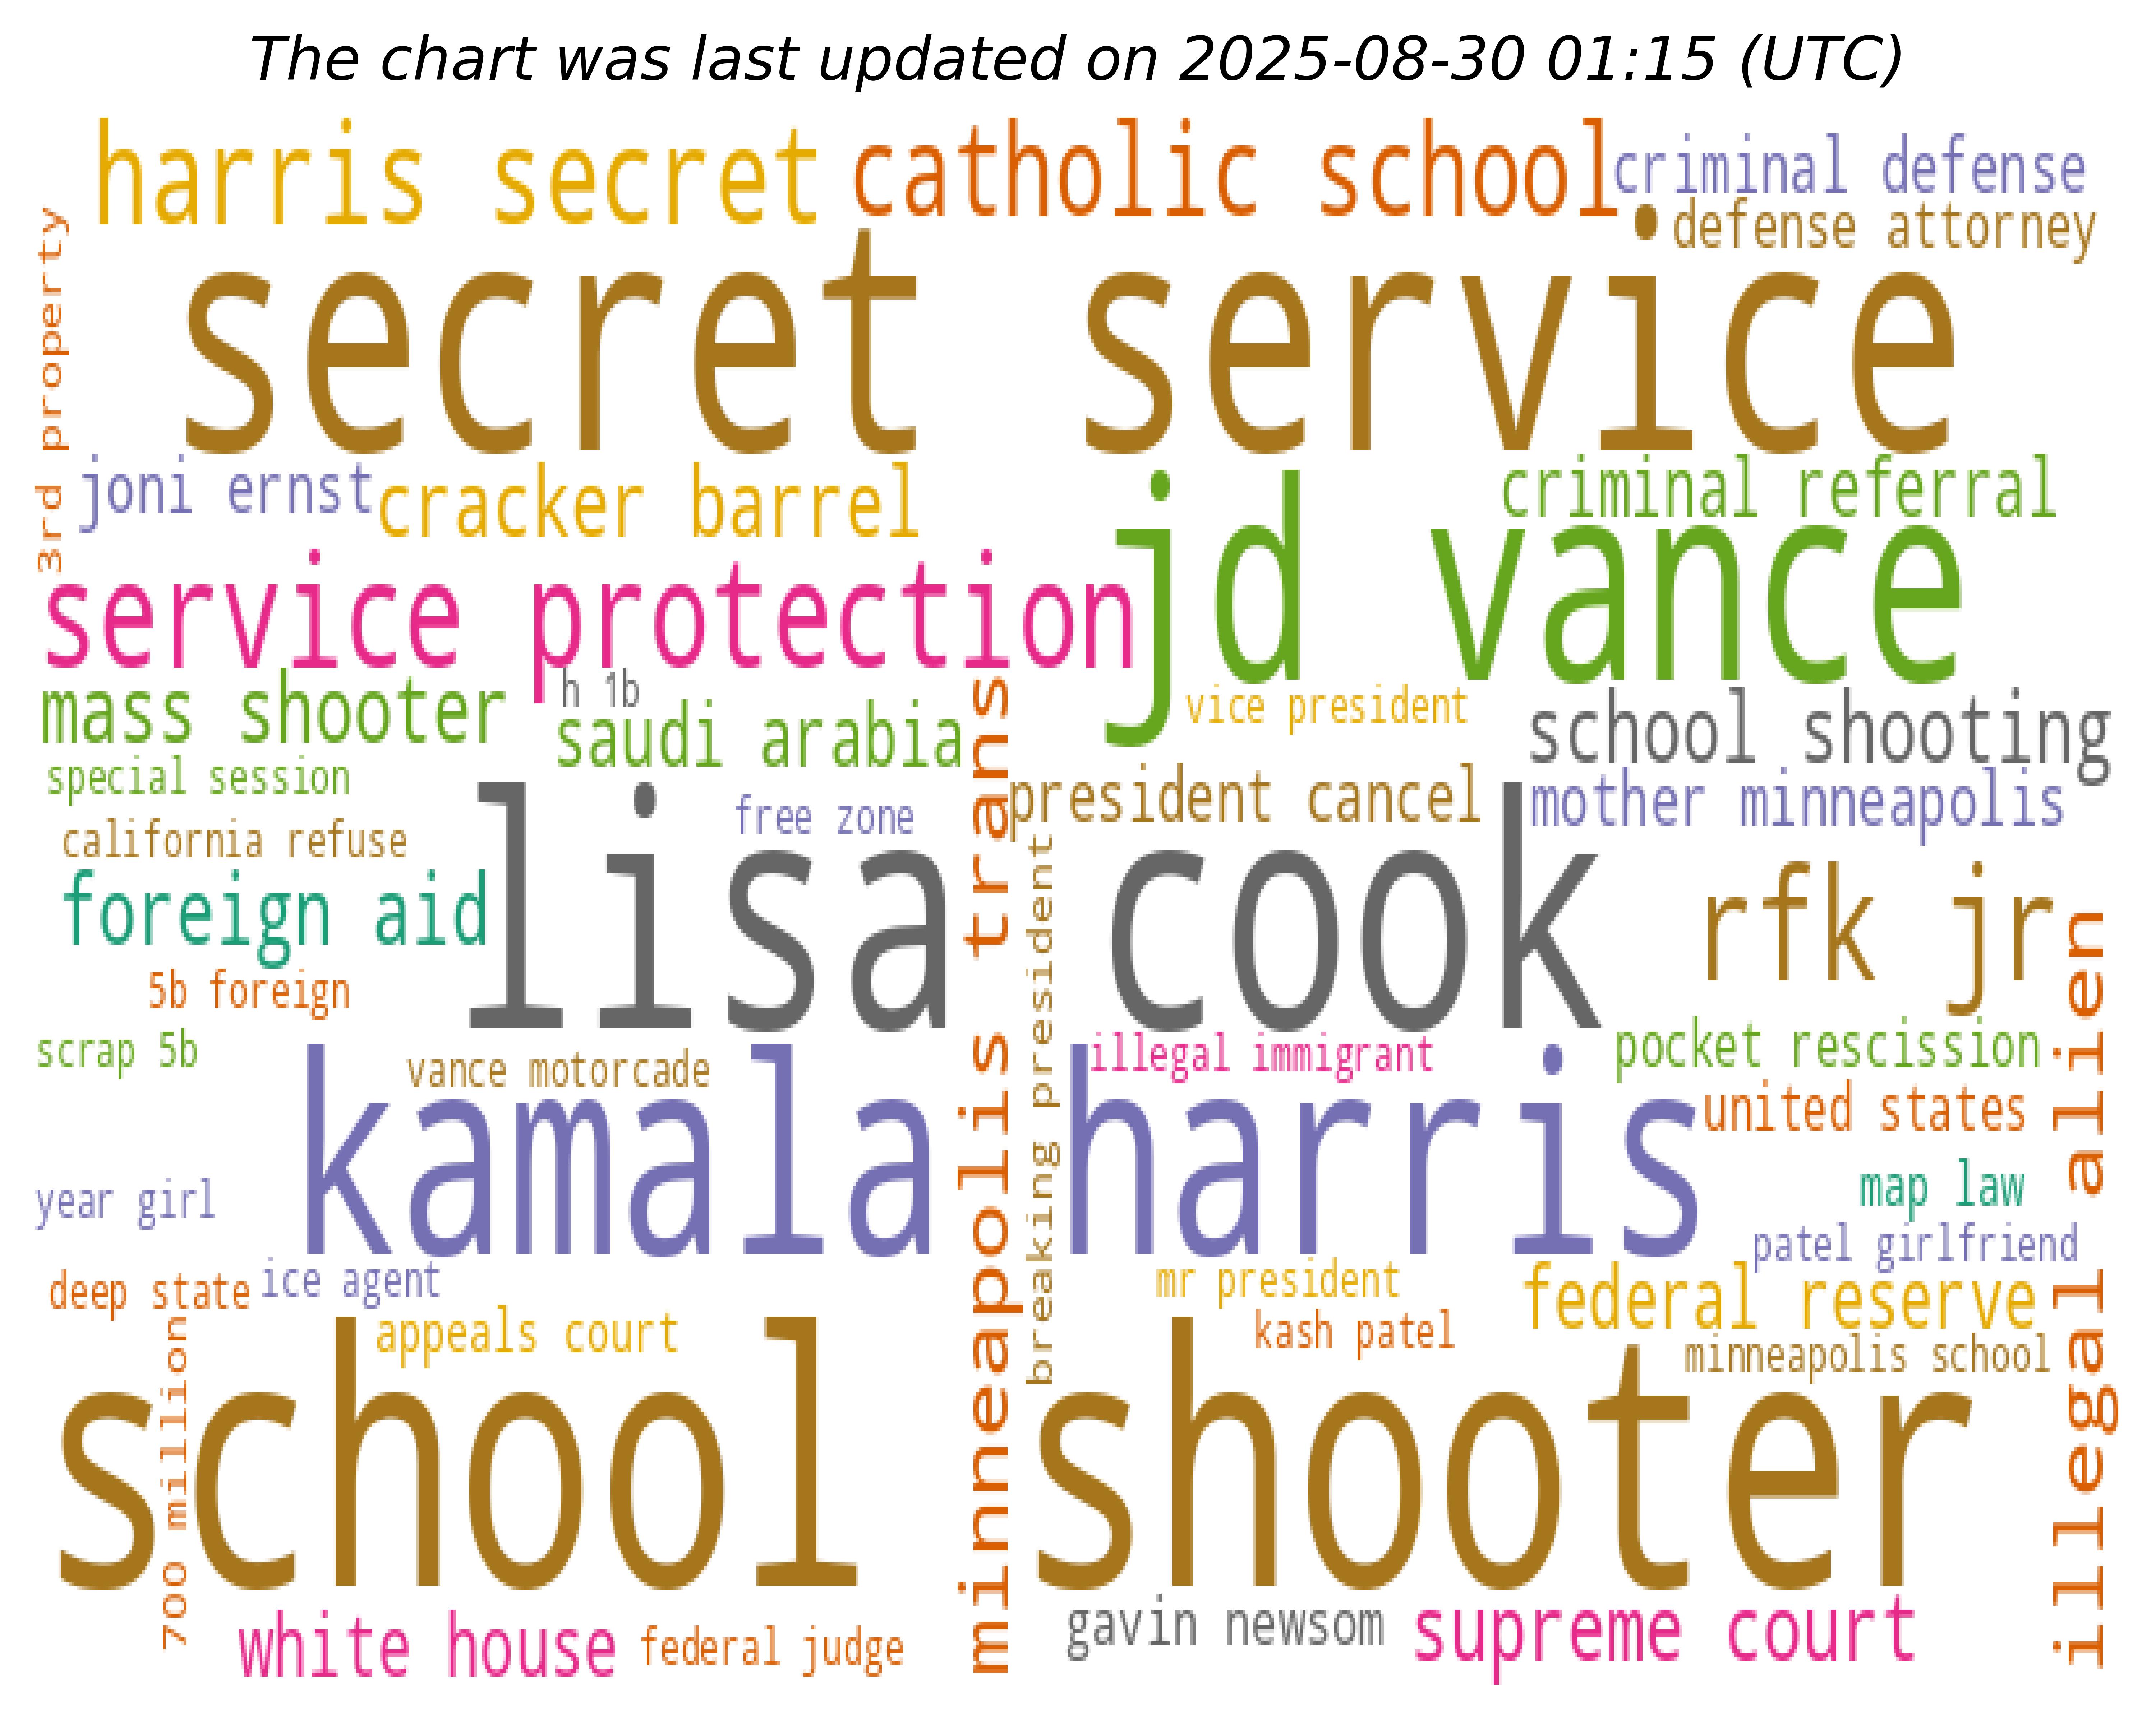 The chart was last updated on 2025-08-30 01:15 (UTC)
harris secret
catholic school
criminal defense
defense attorney
3rd property
secret service
joni ernst
cracker barrel
criminal referral
jd vance
service protection
mass shooter
h 1b
saudi arabia
vice president
school shooting
special session
free zone
president cancel
mother minneapolis
california refuse
lisa cook
foreign aid
rfk jr
5b foreign
minneapolis trans
breaking president
illegal alien
scrap 5b
vance motorcade
illegal immigrant
pocket rescission
kamala harris
united states
year girl
map law
patel girlfriend
deep state
ice agent
mr president
federal reserve
appeals court
kash patel
minneapolis school
700 million
school shooter
white house
federal judge
gavin newsom
supreme court